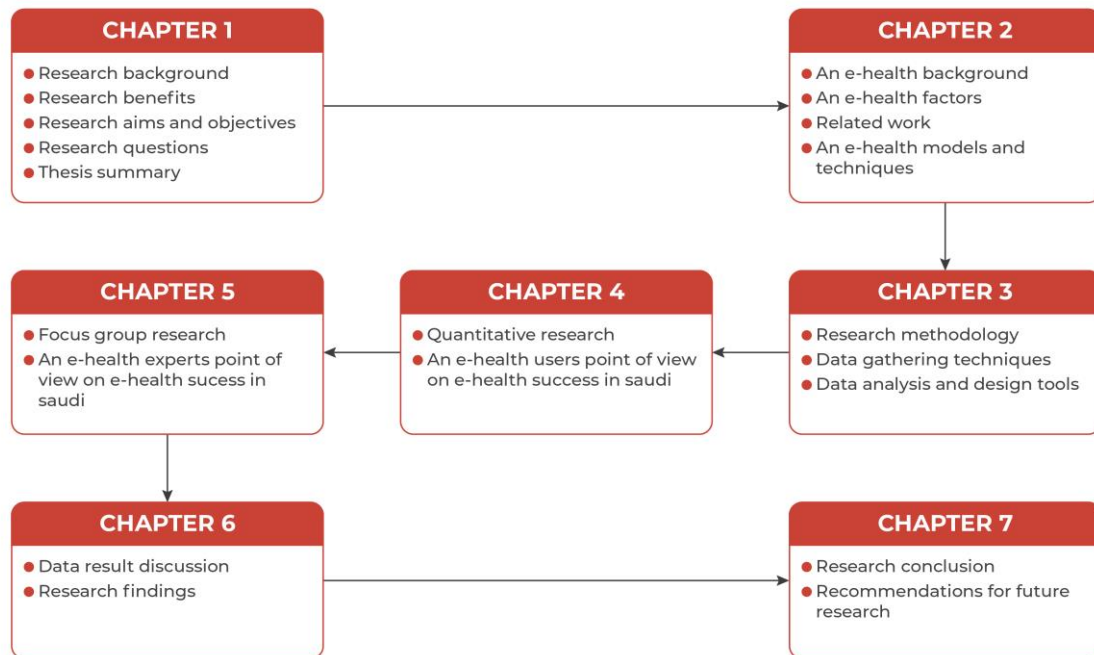 CHAPTER 1
Research background
Research benefits
Research aims and objectives
Research questions
Thesis summary
CHAPTER 2
An e-health background
An e-health factors
Related work
An e-health models and
techniques
CHAPTER 3
Research methodology
Data gathering techniques
Data analysis and design tools
CHAPTER 4
Quantitative research
An e-health users point of view
on e-health success in saudi
CHAPTER 5
Focus group research
An e-health experts point of
view on e-health sucess in
saudi
CHAPTER 6
Data result discussion
Research findings
CHAPTER 7
Research conclusion
Recommendations for future
research